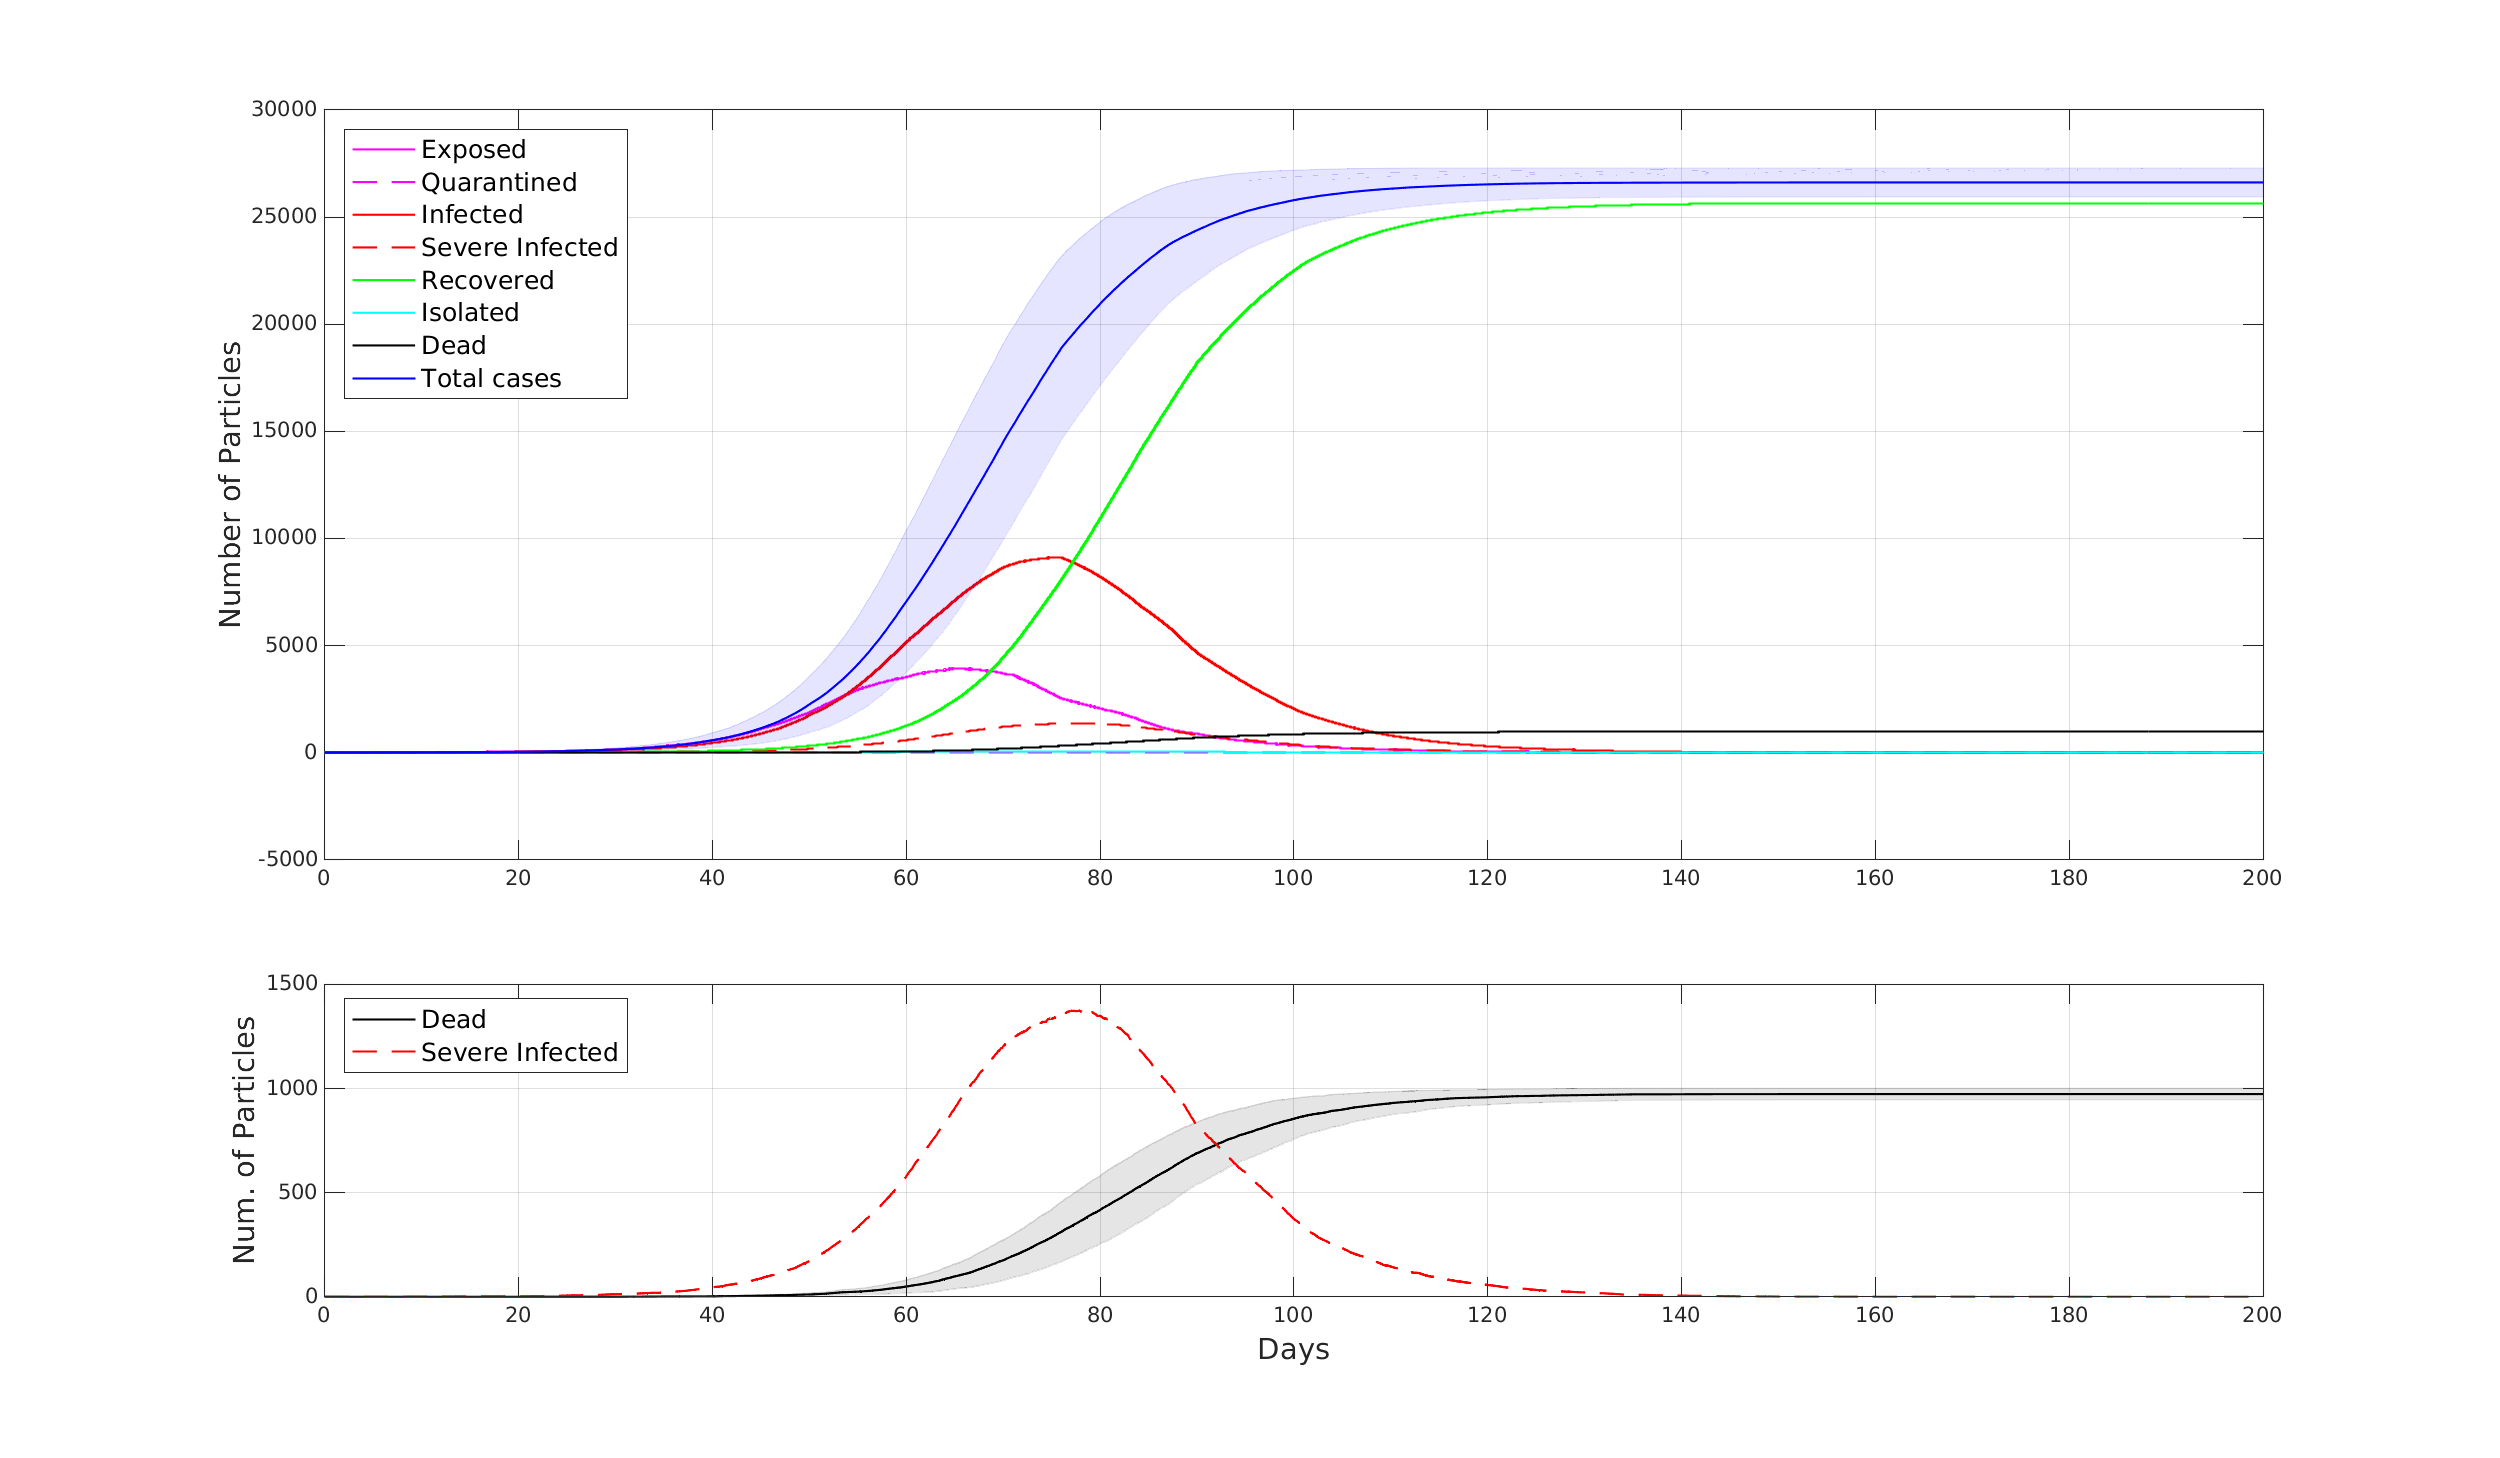 30000
25000
20000
15000
10000
5000
0
-5000
Number of Particles
Exposed
Quarantined
Infected
Severe Infected
Recovered
Isolated
Dead
Total cases
0 20 40 60 80 100 120 140 160 180 200
1500
1000
500
0
Num. of Particles
Dead
Severe Infected
0 20 40 60 80 100 120 140 160 180 200
Days